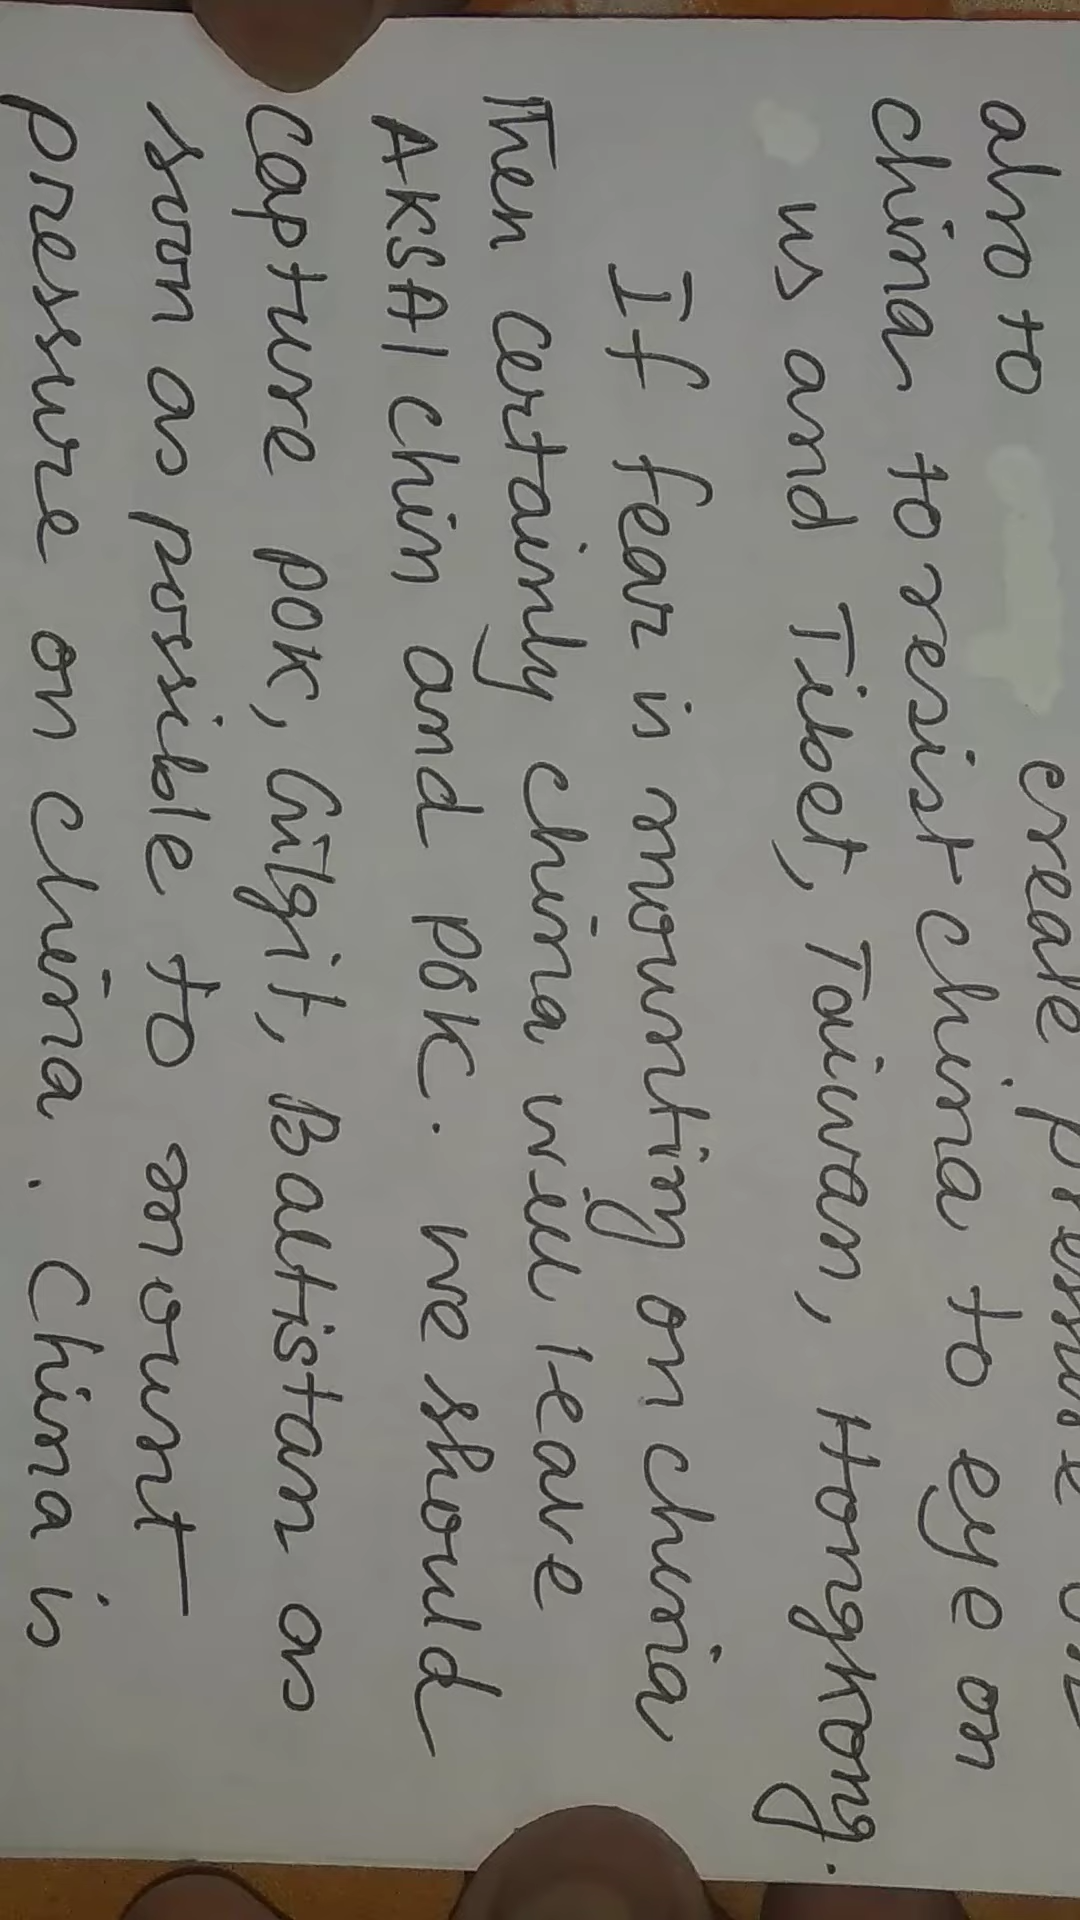 also to create pressure on
china to resist china to eye on
us and Tibet, Taiwan, Hongkong.
If fear is mounting on china
Then certainly china will leave
AKSAI chin and POK. we should
capture POK, Gilgit, Baltistan as
soon as possible to mount
pressure on china. China is